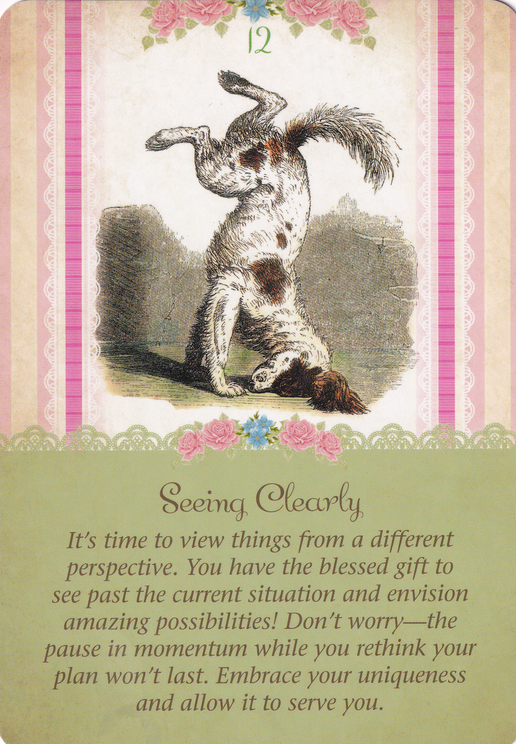 12
Seeing Clearly
It's time to view things from a different
perspective. You have the blessed gift to
see past the current situation and envision
amazing possibilities! Don't worry—the
pause in momentum while you rethink your
plan won't last. Embrace your uniqueness
and allow it to serve you.